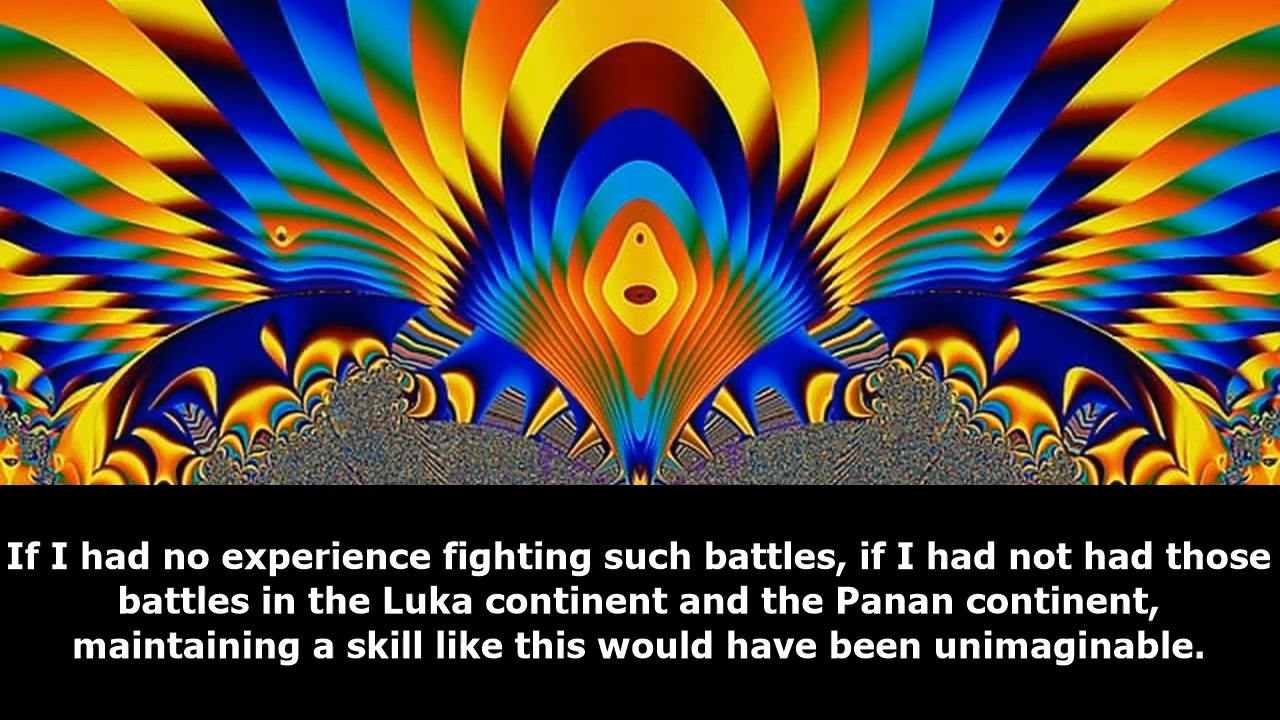 If I had no experience fighting such battles, if I had not had those
battles in the Luka continent and the Panan continent,
maintaining a skill like this would have been unimaginable.